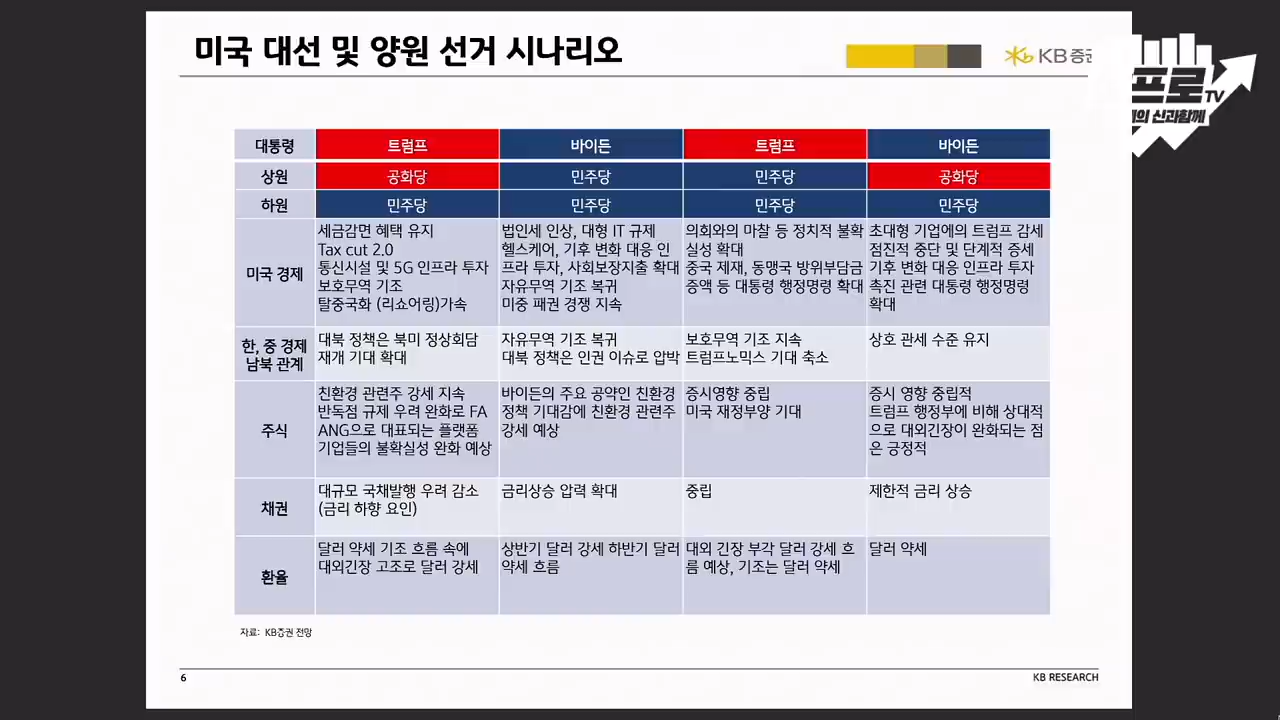 미국 대선 및 양원 선거 시나리오
KB증권
프로TV
의 신과함께
대통령 트럼프 바이든 트럼프 바이든
상원 공화당 민주당 민주당 공화당
하원 민주당 민주당 민주당 민주당
미국 경제
세금감면 혜택 유지
Tax cut 2.0
통신시설 및 5G 인프라 투자
보호무역 기조
탈중국화 (리쇼어링)가속
법인세 인상, 대형 IT 규제
헬스케어, 기후 변화 대응 인
프라 투자, 사회보장지출 확대
자유무역 기조 복귀
미중 패권 경쟁 지속
의회와의 마찰 등 정치적 불확
실성 확대
중국 제재, 동맹국 방위부담금
증액 등 대통령 행정명령 확대
초대형 기업에의 트럼프 감세
점진적 중단 및 단계적 증세
기후 변화 대응 인프라 투자
촉진 관련 대통령 행정명령
확대
한, 중 경제
남북 관계
대북 정책은 북미 정상회담
재개 기대 확대
자유무역 기조 복귀
대북 정책은 인권 이슈로 압박
보호무역 기조 지속
트럼프노믹스 기대 축소
상호 관세 수준 유지
주식
친환경 관련주 강세 지속
반독점 규제 우려 완화로 FA
ANG으로 대표되는 플랫폼
기업들의 불확실성 완화 예상
바이든의 주요 공약인 친환경
정책 기대감에 친환경 관련주
강세 예상
증시영향 중립
미국 재정부양 기대
증시 영향 중립적
트럼프 행정부에 비해 상대적
으로 대외긴장이 완화되는 점
은 긍정적
채권
대규모 국채발행 우려 감소
(금리 하향 요인)
금리상승 압력 확대
중립
제한적 금리 상승
환율
달러 약세 기조 흐름 속에
대외긴장 고조로 달러 강세
상반기 달러 강세 하반기 달러
약세 흐름
대외 긴장 부각 달러 강세 흐
름 예상, 기조는 달러 약세
달러 약세
자료: KB증권 전망
6
KB RESEARCH